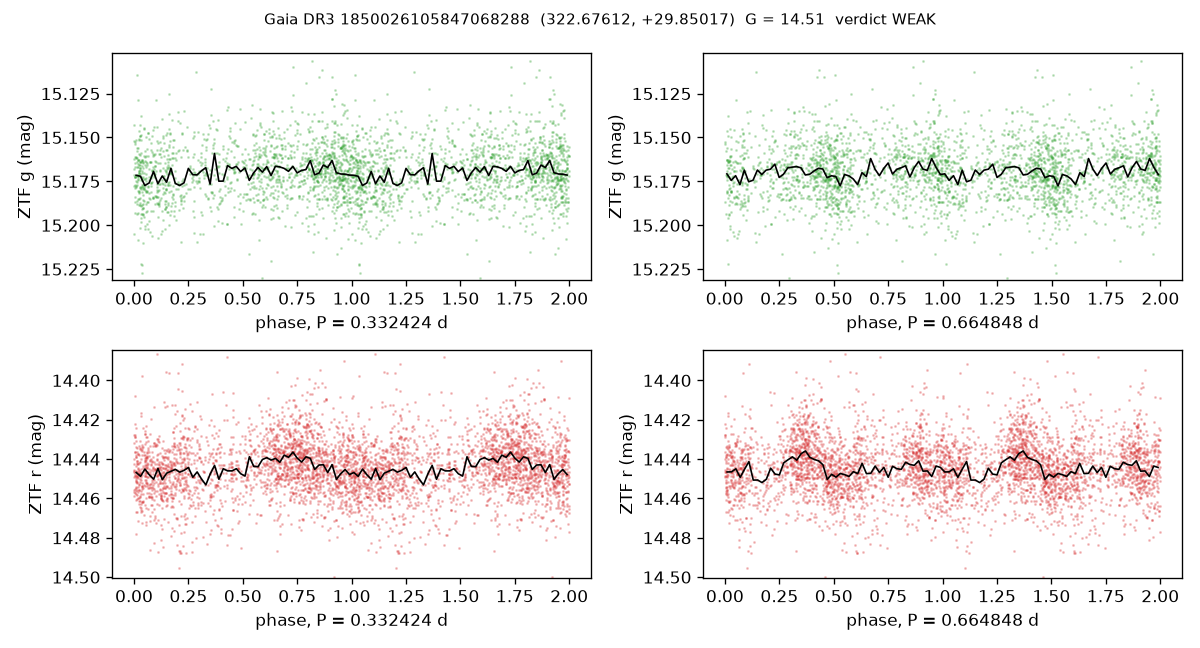 Gaia DR3 1850026105847068288  (322.67612, +29.85017)  G = 14.51  verdict WEAK
ZTF g (mag)
15.125
15.150
15.175
15.200
15.225
0.00 0.25 0.50 0.75 1.00 1.25 1.50 1.75 2.00
phase, P = 0.332424 d
ZTF g (mag)
15.125
15.150
15.175
15.200
15.225
0.00 0.25 0.50 0.75 1.00 1.25 1.50 1.75 2.00
phase, P = 0.664848 d
ZTF r (mag)
14.40
14.42
14.44
14.46
14.48
14.50
0.00 0.25 0.50 0.75 1.00 1.25 1.50 1.75 2.00
phase, P = 0.332424 d
ZTF r (mag)
14.40
14.42
14.44
14.46
14.48
14.50
0.00 0.25 0.50 0.75 1.00 1.25 1.50 1.75 2.00
phase, P = 0.664848 d